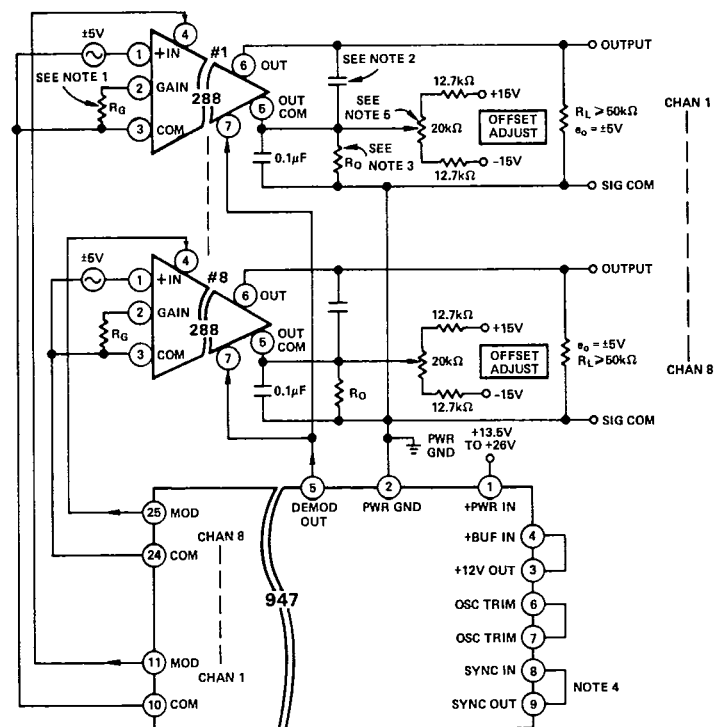 ±5V
1
+IN
4
#1
SEE NOTE 1
2
GAIN
RG
288
3
COM
6
OUT
5
OUT
COM
7
0.1μF
SEE NOTE 2
SEE
NOTE 5
SEE
NOTE 3
RO
12.7kΩ
+15V
20kΩ
OFFSET
ADJUST
-15V
12.7kΩ
OUTPUT
RL ≥ 50kΩ
eo = ±5V
SIG COM
CHAN 1
±5V
1
+IN
4
#8
2
GAIN
RG
288
3
COM
6
OUT
5
OUT
COM
7
0.1μF
RO
12.7kΩ
+15V
20kΩ
OFFSET
ADJUST
-15V
12.7kΩ
OUTPUT
eo = ±5V
RL ≥ 50kΩ
SIG COM
CHAN 8
PWR
GND
+13.5V
TO +26V
5
DEMOD
OUT
2
PWR GND
1
+PWR IN
25 MOD
CHAN 8
24 COM
947
11 MOD
CHAN 1
10 COM
+BUF IN 4
+12V OUT 3
OSC TRIM 6
OSC TRIM 7
SYNC IN 8
NOTE 4
SYNC OUT 9